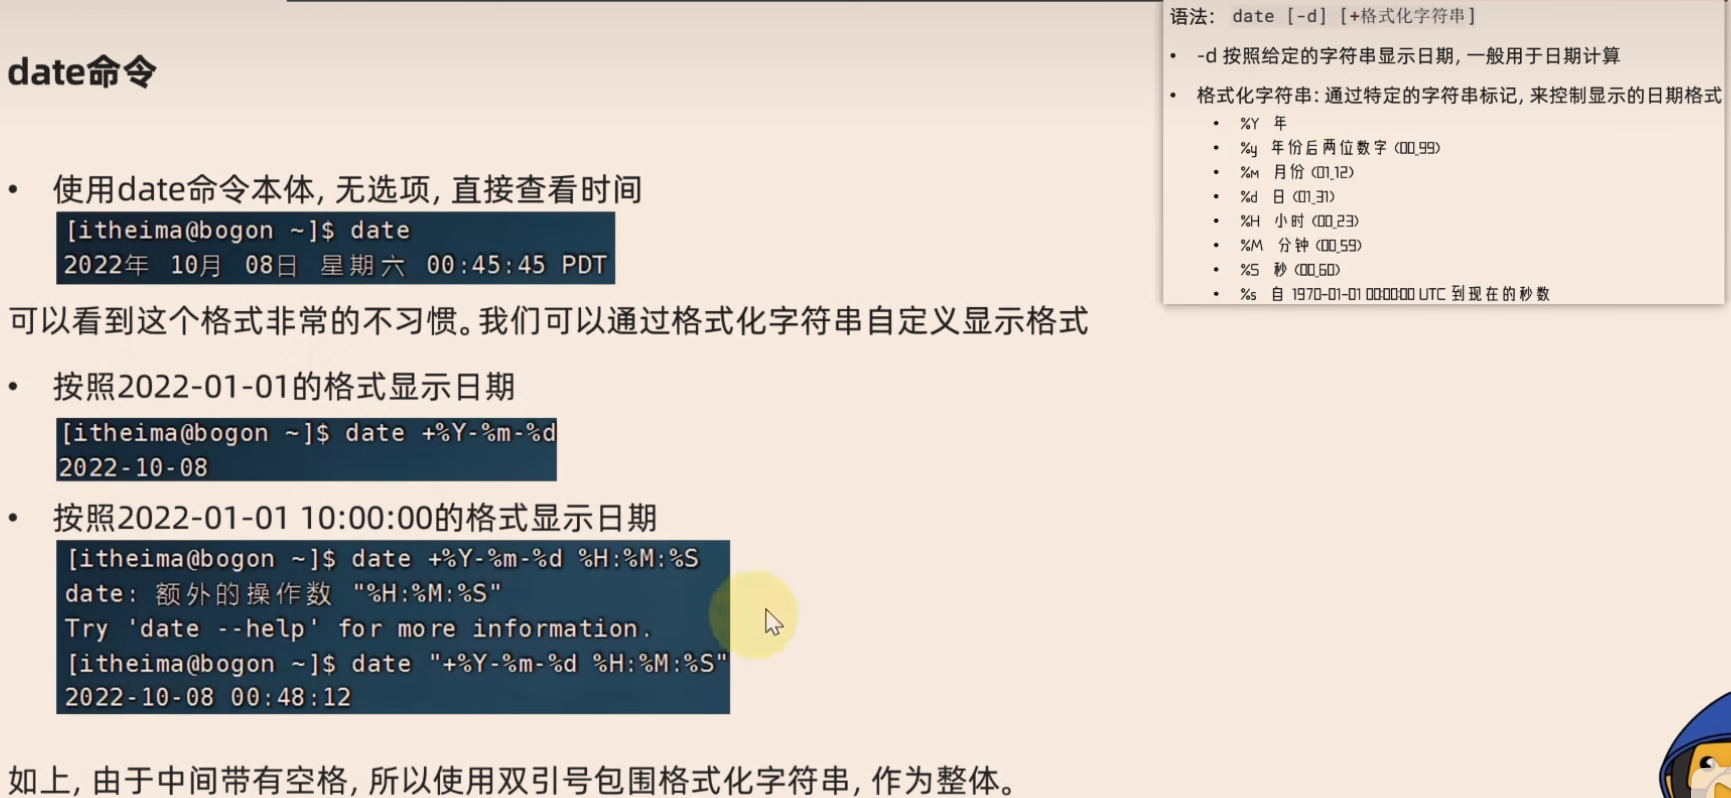 date命令
使用date命令本体, 无选项, 直接查看时间
[itheima@bogon ~]$ date
2022年 10月 08日 星期六 00:45:45 PDT
可以看到这个格式非常的不习惯。我们可以通过格式化字符串自定义显示格式
按照2022-01-01的格式显示日期
[itheima@bogon ~]$ date +%Y-%m-%d
2022-10-08
按照2022-01-01 10:00:00的格式显示日期
[itheima@bogon ~]$ date +%Y-%m-%d %H:%M:%S
date: 额外的操作数 "%H:%M:%S"
Try 'date --help' for more information.
[itheima@bogon ~]$ date "+%Y-%m-%d %H:%M:%S"
2022-10-08 00:48:12
如上, 由于中间带有空格, 所以使用双引号包围格式化字符串, 作为整体。
语法: date [-d] [+格式化字符串]
-d 按照给定的字符串显示日期, 一般用于日期计算
格式化字符串: 通过特定的字符串标记, 来控制显示的日期格式
%Y 年
%y 年份后两位数字 (00..99)
%m 月份 (01..12)
%d 日 (01..31)
%H 小时 (00..23)
%M 分钟 (00..59)
%S 秒 (00..60)
%s 自 1970-01-01 00:00:00 UTC 到现在的秒数